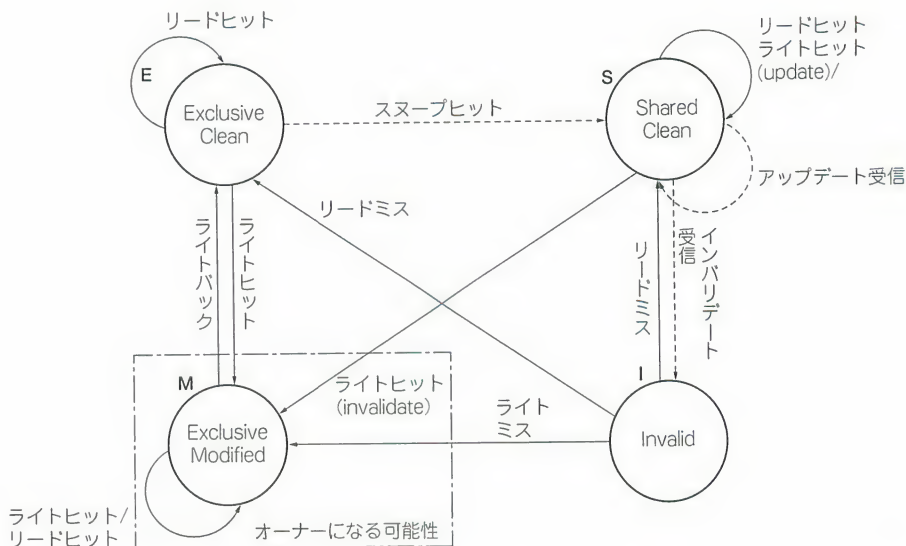 リードヒット
E
Exclusive
Clean
スヌープヒット
S
Shared
Clean
リードヒット
ライトヒット
(update)/
アップデート受信
リードミス
ライトバック
ライトヒット
リードミス
インバリデート
受信
M
Exclusive
Modified
ライトヒット
(invalidate)
ライト
ミス
I
Invalid
ライトヒット/
リードヒット
オーナーになる可能性